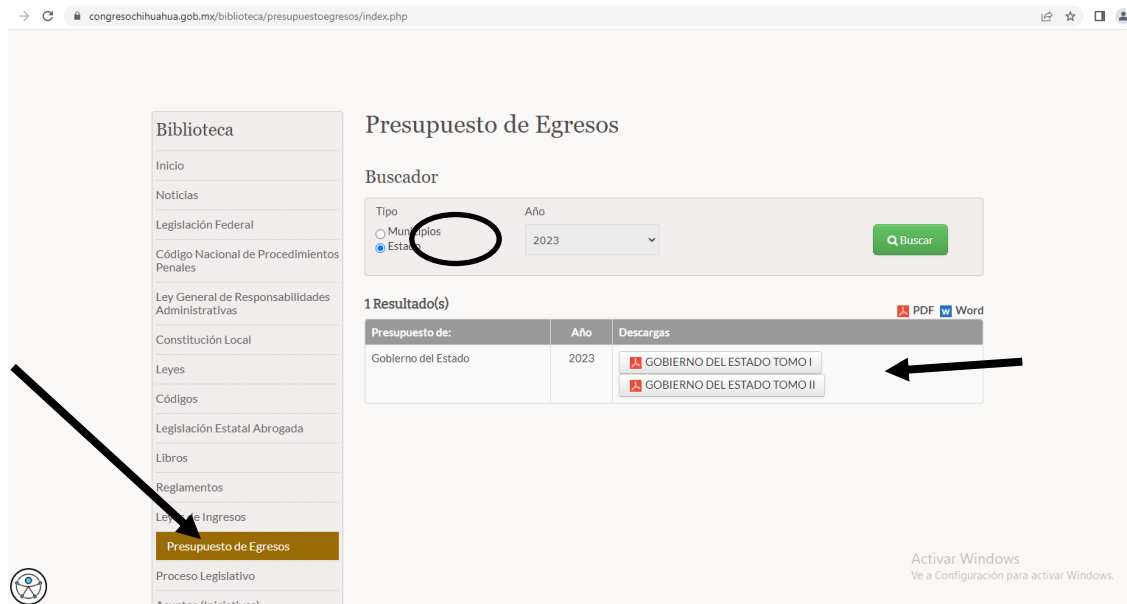 congresochihuahua.gob.mx/biblioteca/presupuestoegresos/index.php
Biblioteca
Inicio
Noticias
Legislación Federal
Código Nacional de Procedimientos
Penales
Ley General de Responsabilidades
Administrativas
Constitución Local
Leyes
Códigos
Legislación Estatal Abrogada
Libros
Reglamentos
Leyes de Ingresos
Presupuesto de Egresos
Proceso Legislativo
Asuntos (Iniciativas)
Presupuesto de Egresos
Buscador
Tipo
Año
Municipios
Estado
2023
Buscar
1 Resultado(s)
PDF Word
Presupuesto de: Año Descargas
Gobierno del Estado 2023 GOBIERNO DEL ESTADO TOMO I
GOBIERNO DEL ESTADO TOMO II
Activar Windows
Ve a Configuración para activar Windows.